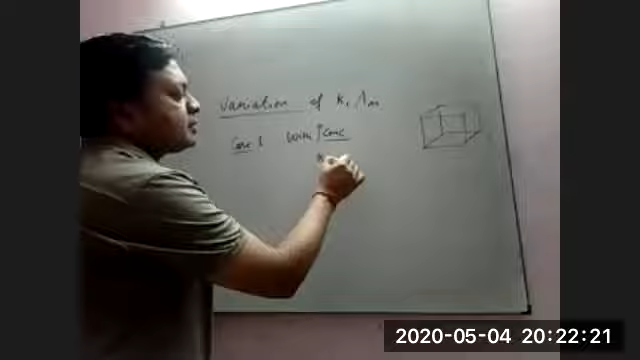 Variation of K, Λm
Case 1 With ↑ Conc
K
2020-05-04 20:22:21